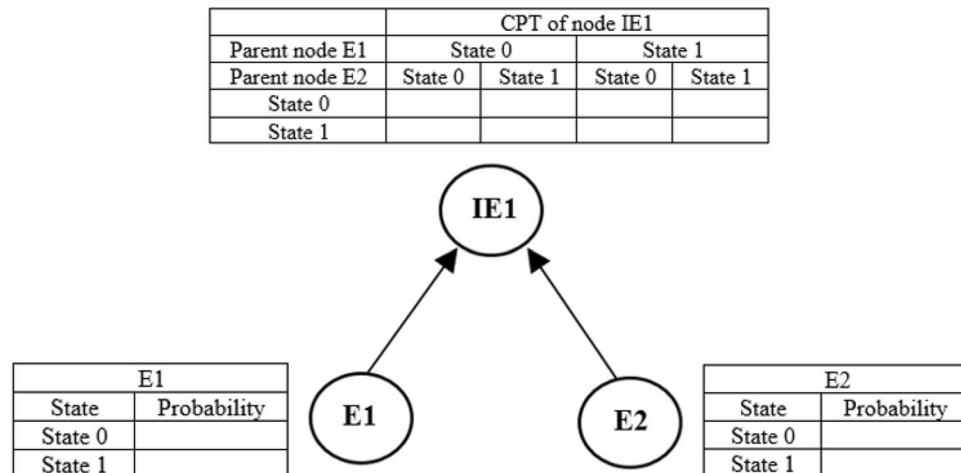 CPT of node IE1
Parent node E1 State 0 State 1
Parent node E2 State 0 State 1 State 0 State 1
State 0
State 1
IE1
E1
State Probability
State 0
State 1
E1
E2
E2
State Probability
State 0
State 1